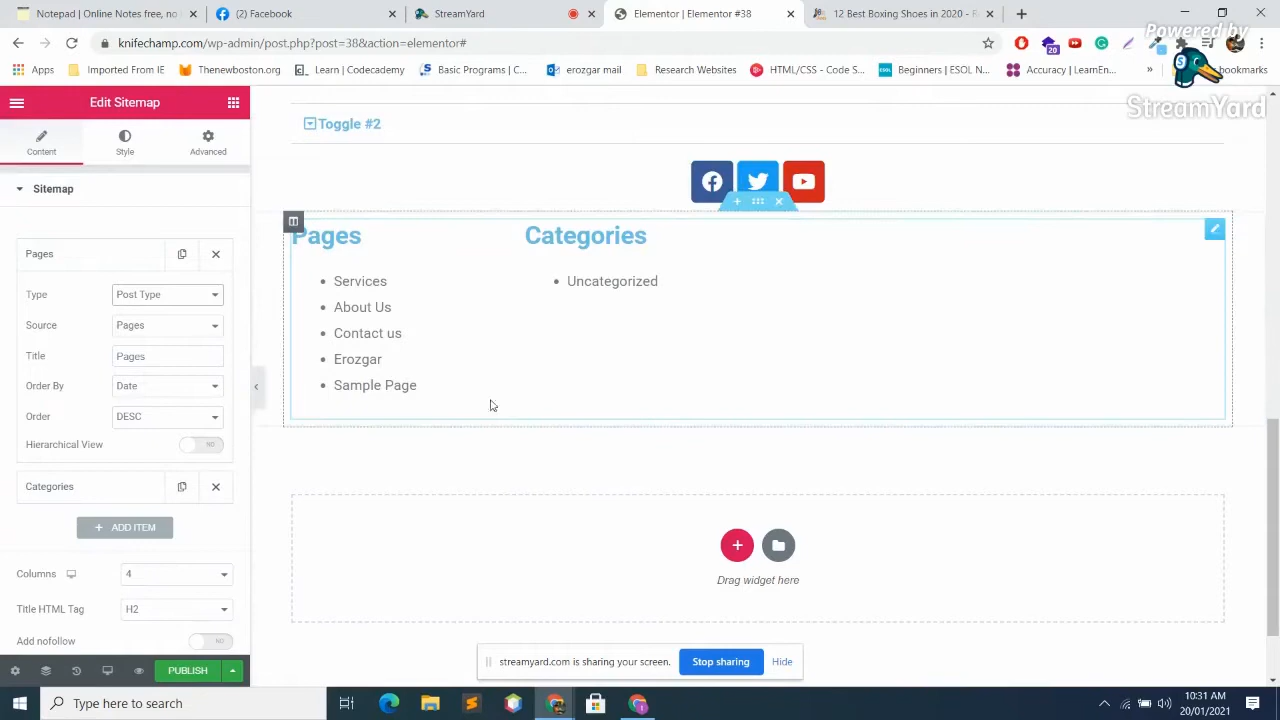 Notepad | Online free, no
(2) Facebook
StreamYard
Elementor | Elementor #38
12 Best Boxing Shoes in 2020 - R
knifechamp.com/wp-admin/post.php?post=38&action=elementor#
20
Powered by
StreamYard
Apps
Imported From IE
Thenewboston.org
Learn | Codecademy
Basic Programs | C...
erozgar mail
Research Websites
HTML/CSS - Code S...
Beginners | ESOL N...
Accuracy | LearnEn...
»
bookmarks
Edit Sitemap
Content
Style
Advanced
Sitemap
Pages
Type
Post Type
Source
Pages
Title
Pages
Order By
Date
Order
DESC
Hierarchical View
NO
Categories
+ ADD ITEM
Columns
4
Title HTML Tag
H2
Add nofollow
NO
PUBLISH
Toggle #2
Pages
• Services
• About Us
• Contact us
• Erozgar
• Sample Page
Categories
• Uncategorized
Drag widget here
streamyard.com is sharing your screen.
Stop sharing
Hide
Type here to search
10:31 AM
20/01/2021